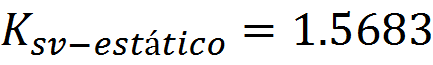 K_{sv-estático} = 1.5683